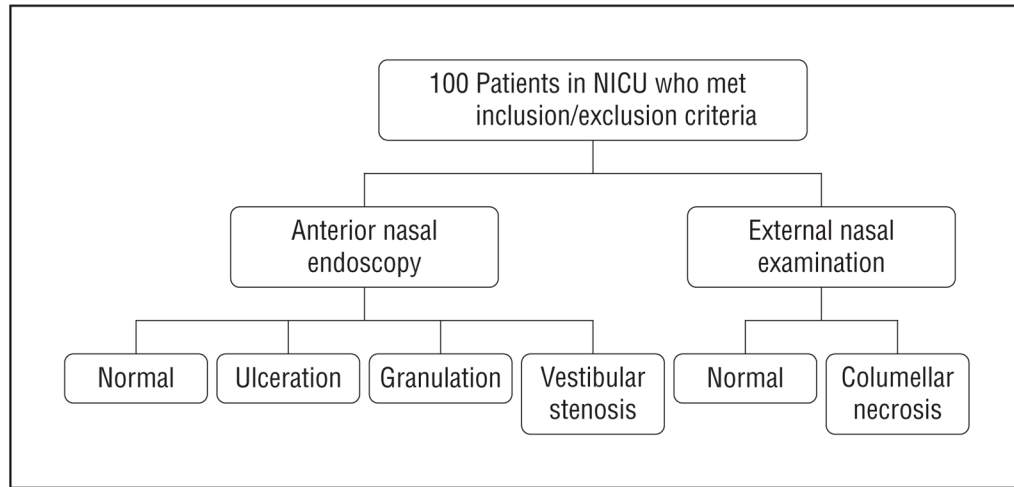 100 Patients in NICU who met
inclusion/exclusion criteria
Anterior nasal
endoscopy
External nasal
examination
Normal
Ulceration
Granulation
Vestibular
stenosis
Normal
Columellar
necrosis